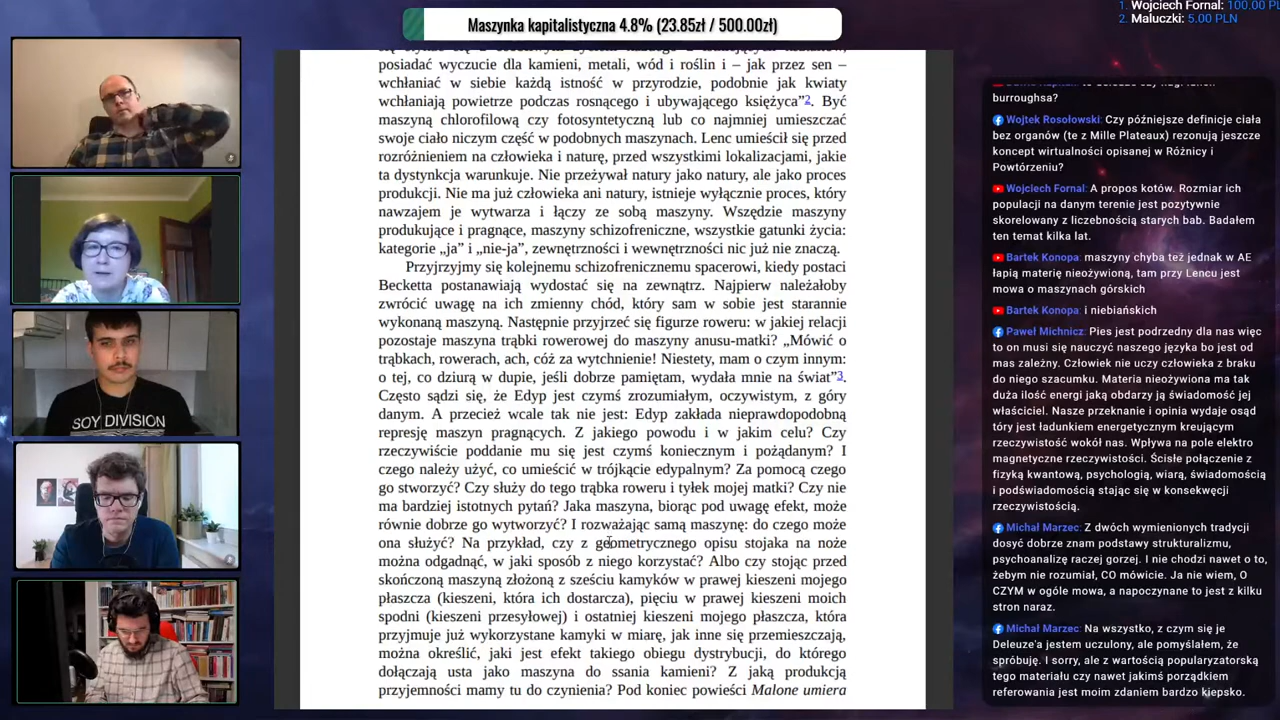 Maszynka kapitalistyczna 4.8% (23.85zł / 500.00zł)
1. Wojciech Fornal: 100.00 PL
2. Maluczki: 5.00 PLN
posiadać wyczucie dla kamieni, metali, wód i roślin i – jak przez sen –
wchłaniać w siebie każdą istność w przyrodzie, podobnie jak kwiaty
wchłaniają powietrze podczas rosnącego i ubywającego księżyca”2. Być
maszyną chlorofilową czy fotosyntetyczną lub co najmniej umieszczać
swoje ciało niczym część w podobnych maszynach. Lenc umieścił się przed
rozróżnieniem na człowieka i naturę, przed wszystkimi lokalizacjami, jakie
ta dystynkcja warunkuje. Nie przeżywał natury jako natury, ale jako proces
produkcji. Nie ma już człowieka ani natury, istnieje wyłącznie proces, który
nawzajem je wytwarza i łączy ze sobą maszyny. Wszędzie maszyny
produkujące i pragnące, maszyny schizofreniczne, wszystkie gatunki życia:
kategorie „ja” i „nie-ja”, zewnętrzności i wewnętrzności nic już nie znaczą.
Przyjrzyjmy się kolejnemu schizofrenicznemu spacerowi, kiedy postaci
Becketta postanawiają wydostać się na zewnątrz. Najpierw należałoby
zwrócić uwagę na ich zmienny chód, który sam w sobie jest starannie
wykonaną maszyną. Następnie przyjrzeć się figurze roweru: w jakiej relacji
pozostaje maszyna trąbki rowerowej do maszyny anusu-matki? „Mówić o
trąbkach, rowerach, ach, cóż za wytchnienie! Niestety, mam o czym innym:
o tej, co dziurą w dupie, jeśli dobrze pamiętam, wydała mnie na świat”3.
Często sądzi się, że Edyp jest czymś zrozumiałym, oczywistym, z góry
danym. A przecież wcale tak nie jest: Edyp zakłada nieprawdopodobną
represję maszyn pragnących. Z jakiego powodu i w jakim celu? Czy
rzeczywiście poddanie mu się jest czymś koniecznym i pożądanym? I
czego należy użyć, co umieścić w trójkącie edypalnym? Za pomocą czego
go stworzyć? Czy służy do tego trąbka roweru i tyłek mojej matki? Czy nie
ma bardziej istotnych pytań? Jaka maszyna, biorąc pod uwagę efekt, może
równie dobrze go wytworzyć? I rozważając samą maszynę: do czego może
ona służyć? Na przykład, czy z geometrycznego opisu stojaka na noże
można odgadnąć, w jaki sposób z niego korzystać? Albo czy stojąc przed
skończoną maszyną złożoną z sześciu kamyków w prawej kieszeni mojego
płaszcza (kieszeni, która ich dostarcza), pięciu w prawej kieszeni moich
spodni (kieszeni przesyłowej) i ostatniej kieszeni mojego płaszcza, która
przyjmuje już wykorzystane kamyki w miarę, jak inne się przemieszczają,
można określić, jaki jest efekt takiego obiegu dystrybucji, do którego
dołączają usta jako maszyna do ssania kamieni? Z jaką produkcją
przyjemności mamy tu do czynienia? Pod koniec powieści Malone umiera
SOY DIVISION
burroughsa?
Wojtek Rosołowski: Czy późniejsze definicje ciała
bez organów (te z Mille Plateaux) rezonują jeszcze
koncept wirtualności opisanej w Różnicy i
Powtórzeniu?
Wojciech Fornal: A propos kotów. Rozmiar ich
populacji na danym terenie jest pozytywnie
skorelowany z liczebnością starych bab. Badałem
ten temat kilka lat.
Bartek Konopa: maszyny chyba też jednak w AE
łapią materię nieożywioną, tam przy Lencu jest
mowa o maszynach górskich
Bartek Konopa: i niebiańskich
Paweł Michnicz: Pies jest podrzędny dla nas więc
to on musi się nauczyć naszego języka bo jest od
mas zależny. Człowiek nie uczy człowieka z braku
do niego szacumku. Materia nieożywiona ma tak
duża ilość energi jaką obdarzy ją świadomość jej
właściciel. Nasze przeknanie i opinia wydaje osąd
tóry jest ładunkiem energetycznym kreującym
rzeczywistość wokół nas. Wpływa na pole elektro
magnetyczne rzeczywistości. Ścisłe połączenie z
fizyką kwantową, psychologią, wiarą, świadomością
i podświadomością stając się w konsekwęcji
rzeczywistością.
Michał Marzec: Z dwóch wymienionych tradycji
dosyć dobrze znam podstawy strukturalizmu,
psychoanalizę raczej gorzej. I nie chodzi nawet o to,
żebym nie rozumiał, CO mówicie. Ja nie wiem, O
CZYM w ogóle mowa, a napoczynane to jest z kilku
stron naraz.
Michał Marzec: Na wszystko, z czym się je
Deleuze'a jestem uczulony, ale pomyślałem, że
spróbuję. I sorry, ale z wartością popularyzatorską
tego materiału czy nawet jakimś porządkiem
referowania jest moim zdaniem bardzo kiepsko.